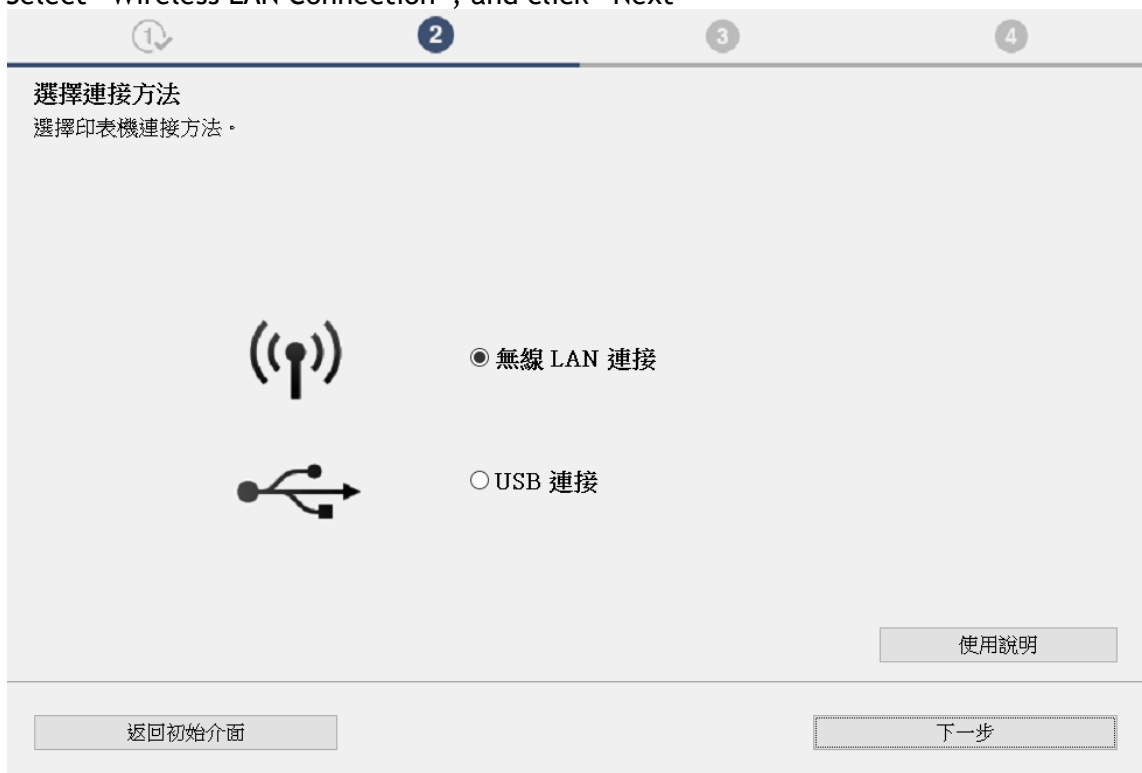 Select "Wireless LAN Connection", and click "Next"
1 2 3 4
選擇連接方法
選擇印表機連接方法。
無線 LAN 連接
USB 連接
使用說明
返回初始介面 下一步